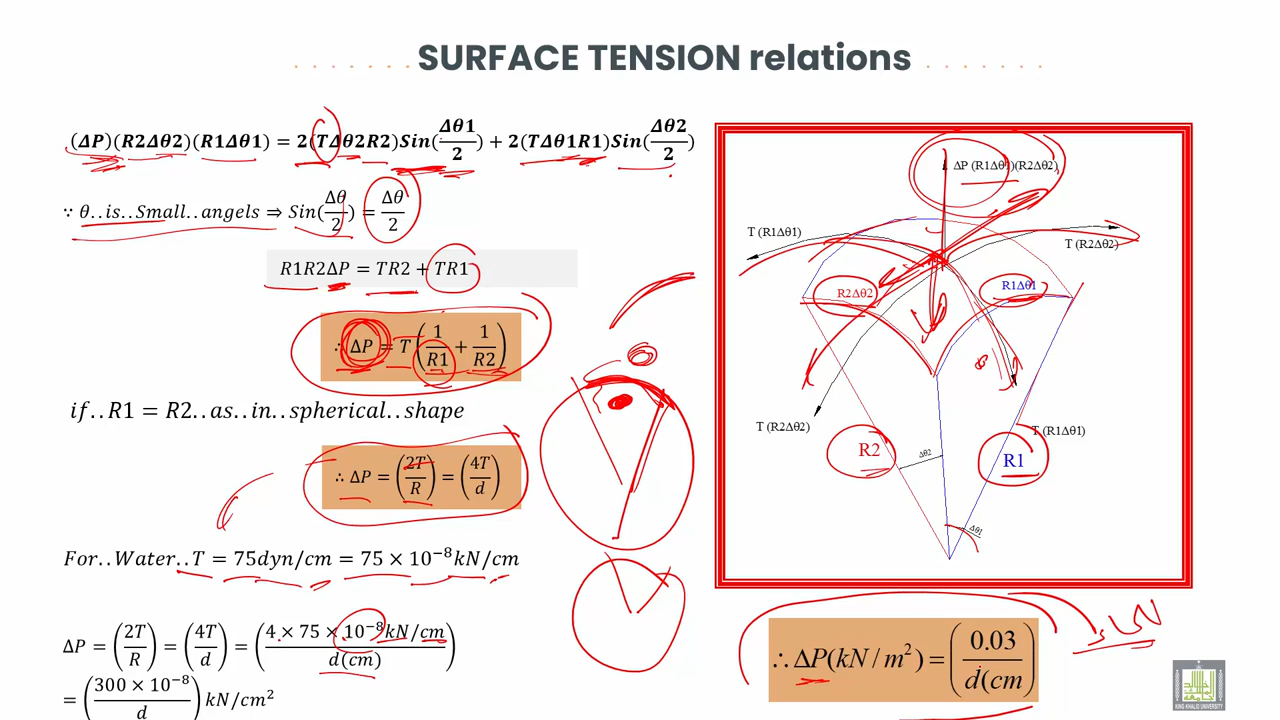 SURFACE TENSION relations
(ΔP)(R2Δθ2)(R1Δθ1) = 2(TΔθ2R2)Sin(Δθ1/2) + 2(TΔθ1R1)Sin(Δθ2/2)
∵ θ..is..Small..angels ⇒ Sin(Δθ/2) = Δθ/2
R1R2ΔP = TR2 + TR1
∴ ΔP = T(1/R1 + 1/R2)
if..R1 = R2..as..in..spherical..shape
∴ ΔP = (2T/R) = (4T/d)
For..Water..T = 75dyn/cm = 75 × 10⁻⁸kN/cm
ΔP = (2T/R) = (4T/d) = (4 × 75 × 10⁻⁸kN/cm / d(cm))
= (300 × 10⁻⁸/d) kN/cm²
ΔP (R1Δθ1)(R2Δθ2)
T (R1Δθ1)
T (R2Δθ2)
R2Δθ2
R1Δθ1
T (R2Δθ2)
T (R1Δθ1)
R2
R1
Δθ2
Δθ1
∴ ΔP(kN/m²) = (0.03/d(cm)
KING KHALID UNIVERSITY